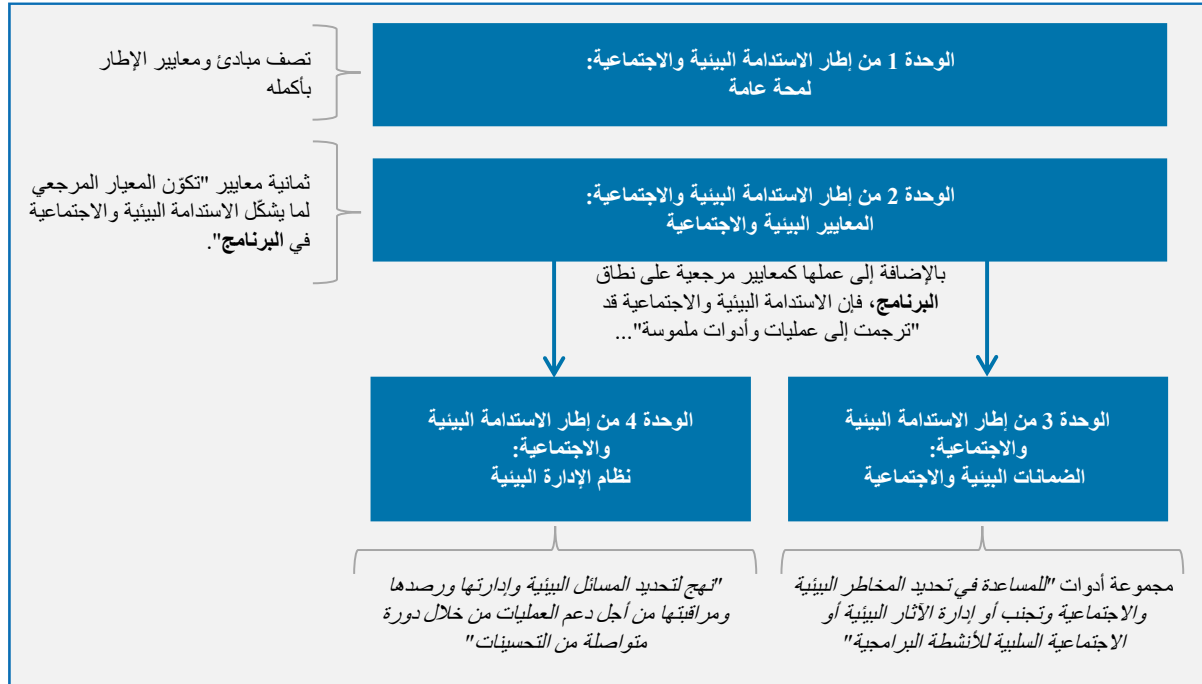 الوحدة 1 من إطار الاستدامة البيئية والاجتماعية:
لمحة عامة
تصف مبادئ ومعايير الإطار
بأكمله
الوحدة 2 من إطار الاستدامة البيئية والاجتماعية:
المعايير البيئية والاجتماعية
ثمانية معايير "تكوّن المعيار المرجعي
لما يشكّل الاستدامة البيئية والاجتماعية
في البرنامج".
بالإضافة إلى عملها كمعايير مرجعية على نطاق
البرنامج، فإن الاستدامة البيئية والاجتماعية قد
"ترجمت إلى عمليات وأدوات ملموسة"...
الوحدة 3 من إطار الاستدامة البيئية
والاجتماعية:
الضمانات البيئية والاجتماعية
الوحدة 4 من إطار الاستدامة البيئية
والاجتماعية:
نظام الإدارة البيئية
مجموعة أدوات "للمساعدة في تحديد المخاطر البيئية
والاجتماعية وتجنب أو إدارة الآثار البيئية أو
الاجتماعية السلبية للأنشطة البرامجية"
"نهج لتحديد المسائل البيئية وإدارتها ورصدها
ومراقبتها من أجل دعم العمليات من خلال دورة
متواصلة من التحسينات"